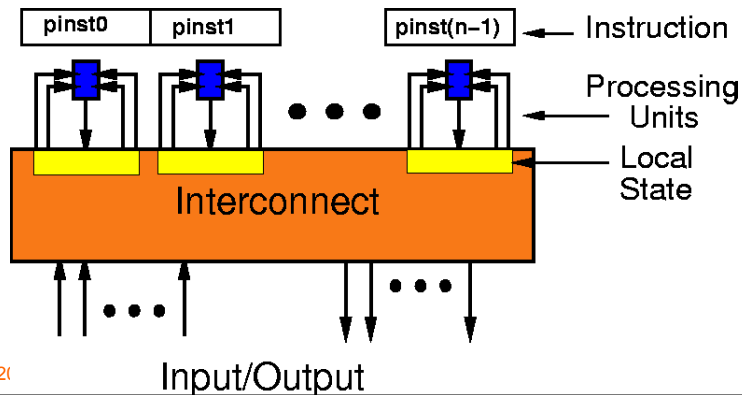 pinst0 pinst1 pinst(n−1) Instruction
Processing
Units
Local
State
Interconnect
Input/Output